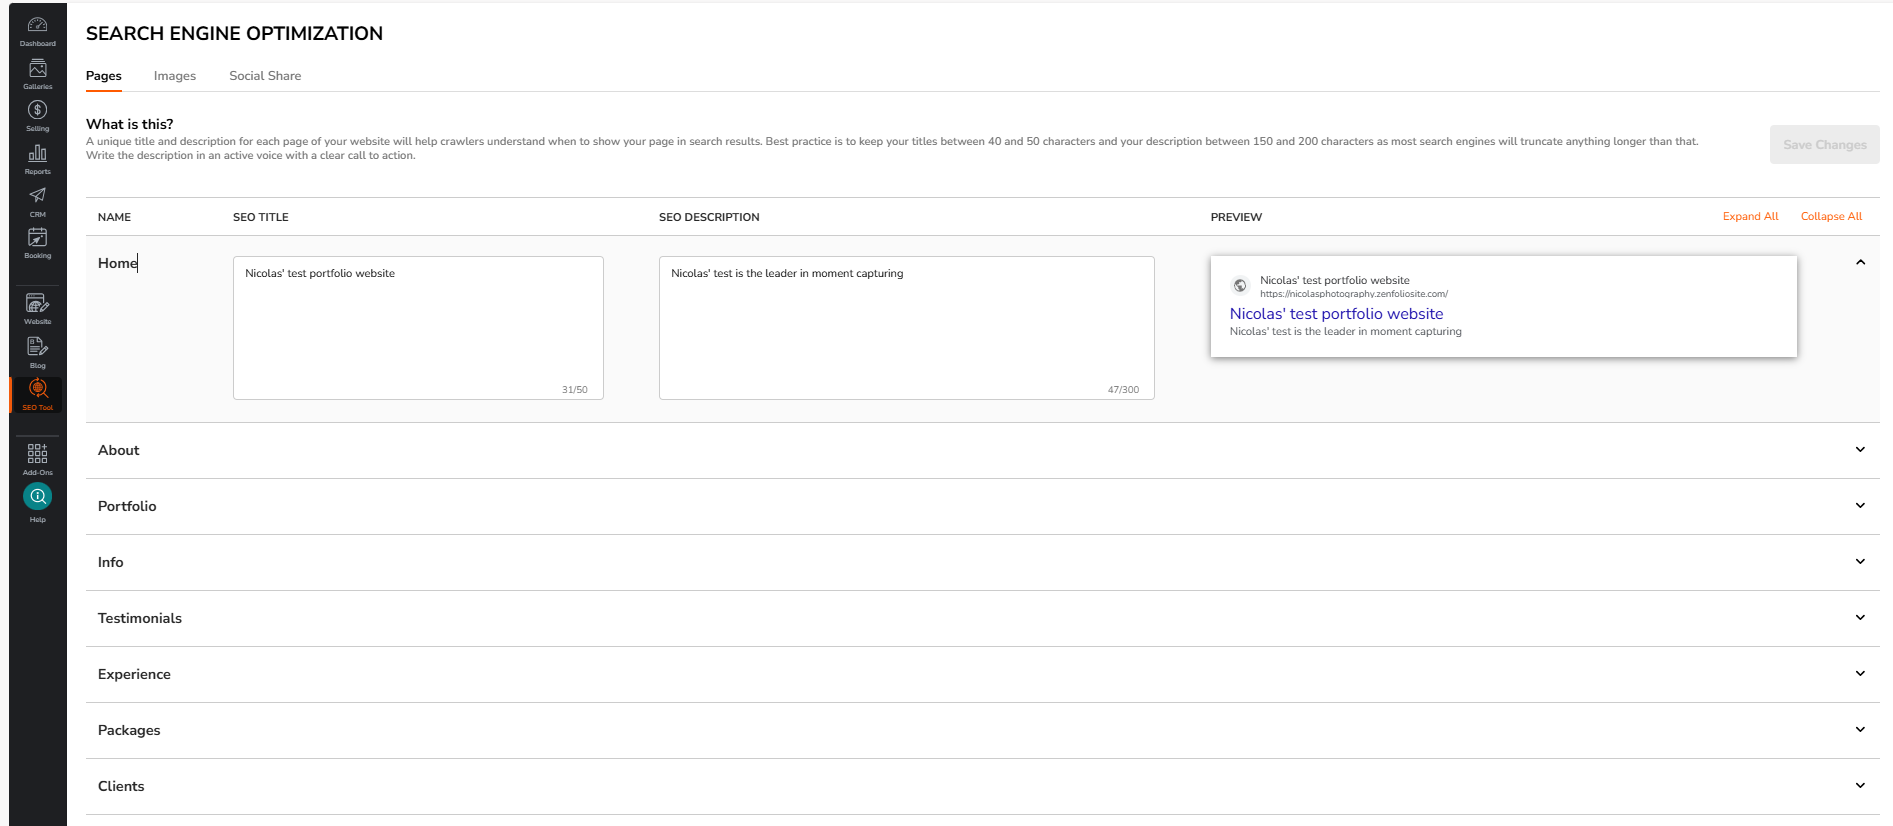 SEARCH ENGINE OPTIMIZATION
Pages Images Social Share
What is this?
A unique title and description for each page of your website will help crawlers understand when to show your page in search results. Best practice is to keep your titles between 40 and 50 characters and your description between 150 and 200 characters as most search engines will truncate anything longer than that.
Write the description in an active voice with a clear call to action.
Save Changes
NAME SEO TITLE SEO DESCRIPTION PREVIEW Expand All Collapse All
Home
Nicolas' test portfolio website
31/50
Nicolas' test is the leader in moment capturing
47/300
Nicolas' test portfolio website
https://nicolasphotography.zenfoliosite.com/
Nicolas' test portfolio website
Nicolas' test is the leader in moment capturing
About
Portfolio
Info
Testimonials
Experience
Packages
Clients
Dashboard
Galleries
Selling
Reports
CRM
Booking
Website
Blog
SEO Tool
Add-Ons
Help